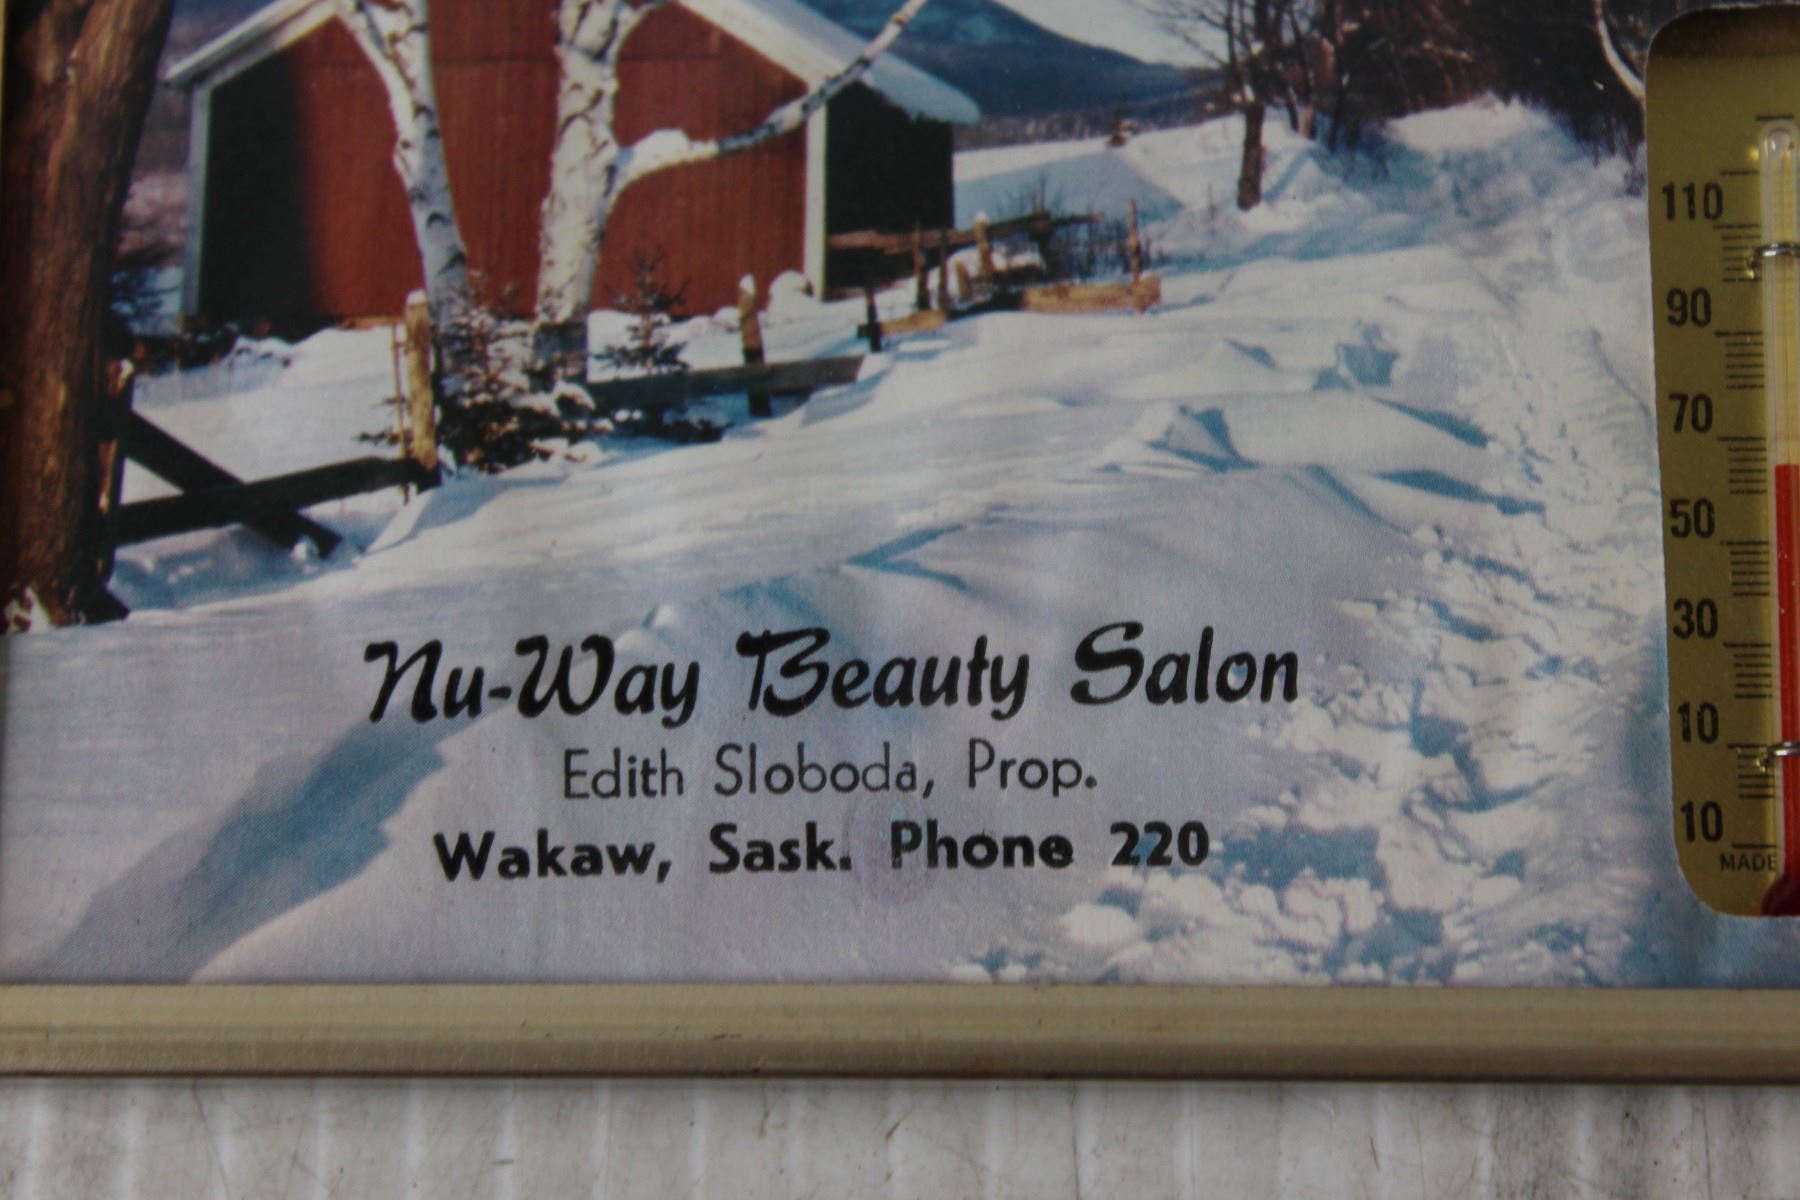 Nu-Way Beauty Salon
Edith Sloboda, Prop.
Wakaw, Sask. Phone 220
110
90
70
50
30
10
10
MADE